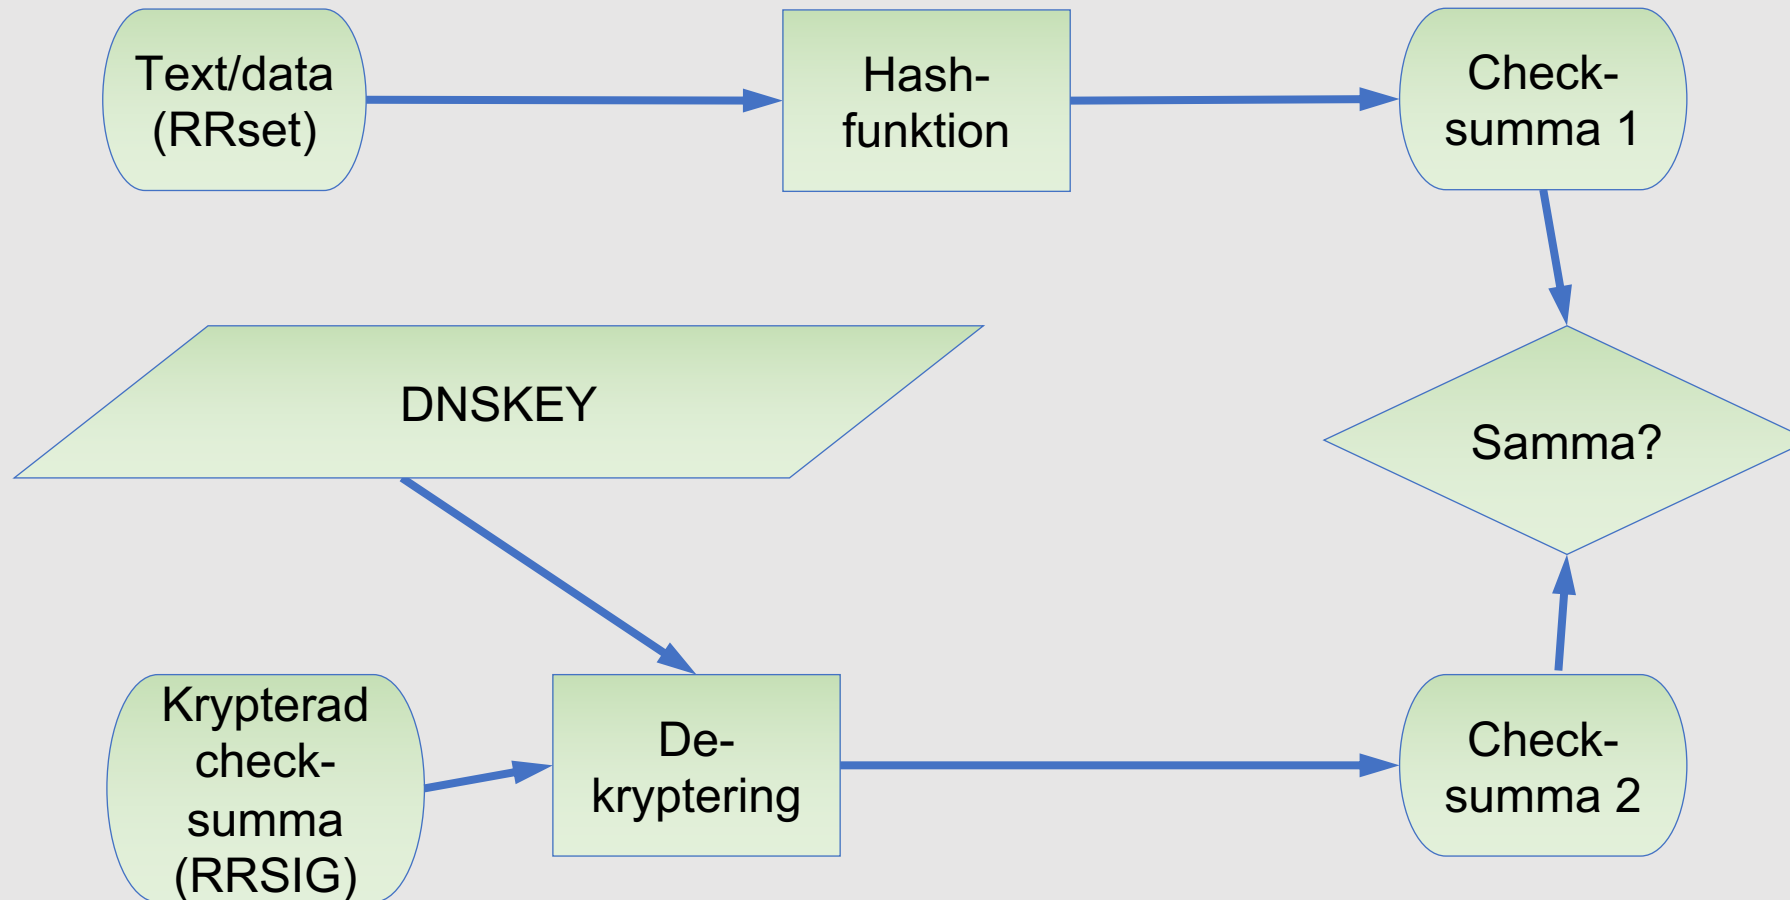 Text/data
(RRset)
Hash-
funktion
Check-
summa 1
DNSKEY
Samma?
Krypterad
check-
summa
(RRSIG)
De-
kryptering
Check-
summa 2